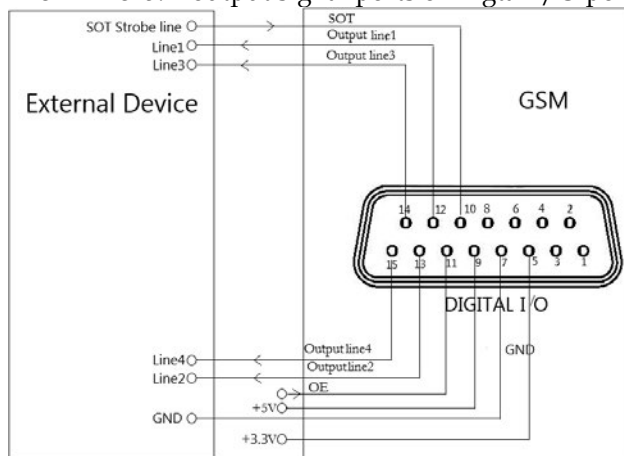 SOT Strobe line
SOT
Line1
Output line1
Line3
Output line3
External Device
GSM
14 12 10 8 6 4 2
15 13 11 9 7 5 3 1
DIGITAL I/O
Line4
Output line4
GND
Line2
Output line2
OE
+5V
GND
+3.3V